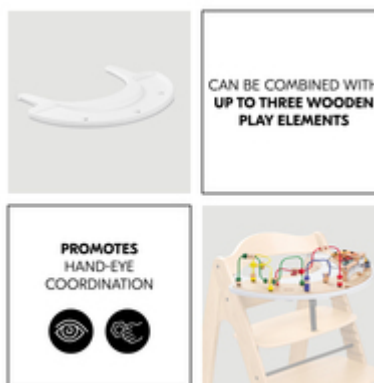 CAN BE COMBINED WITH
UP TO THREE WOODEN
PLAY ELEMENTS
PROMOTES
HAND-EYE
COORDINATION